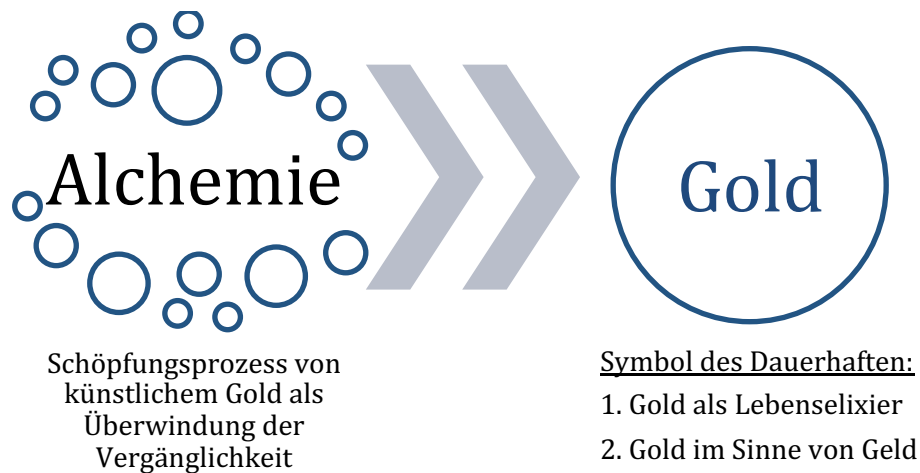 Alchemie
Gold
Schöpfungsprozess von
künstlichem Gold als
Überwindung der
Vergänglichkeit
Symbol des Dauerhaften:
1. Gold als Lebenselixier
2. Gold im Sinne von Geld